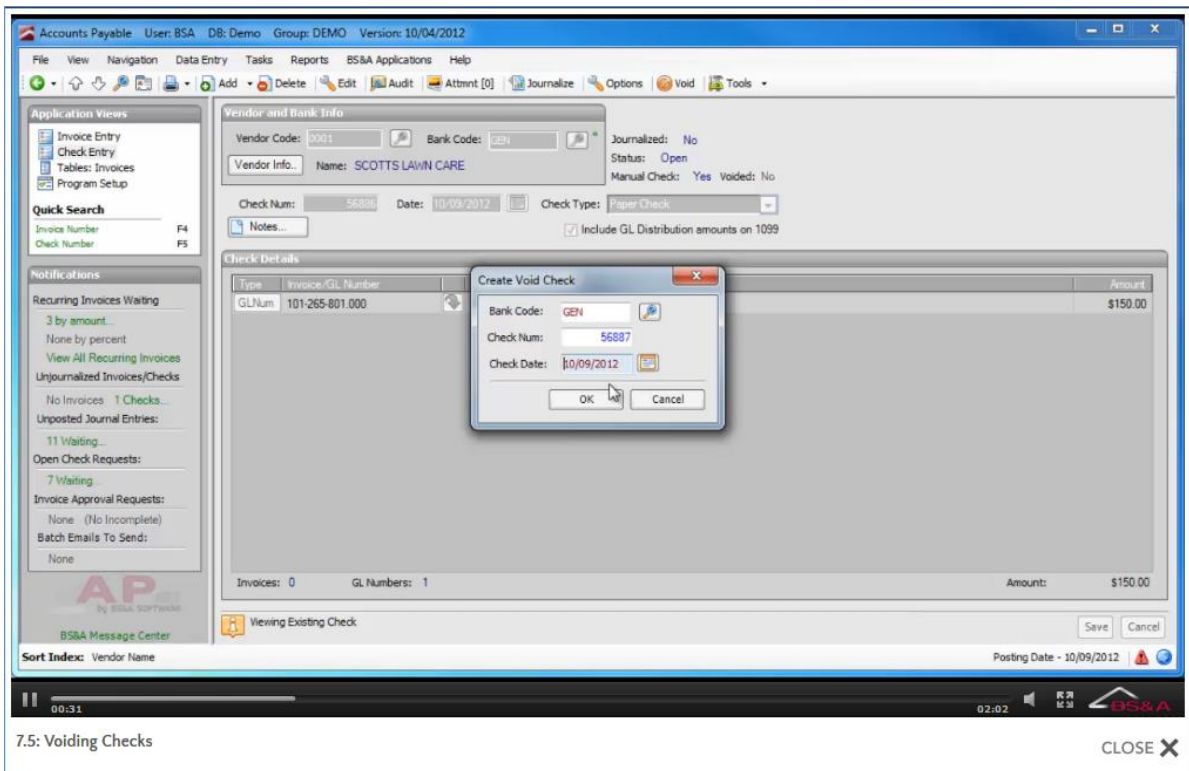 Accounts Payable User: BSA DB: Demo Group: DEMO Version: 10/04/2012
File View Navigation Data Entry Tasks Reports BS&A Applications Help
Add Delete Edit Audit Attmnt [0] Journalize Options Void Tools
Application Views
Invoice Entry
Check Entry
Tables: Invoices
Program Setup
Quick Search
Invoice Number F4
Check Number F5
Notifications
Recurring Invoices Waiting
3 by amount...
None by percent
View All Recurring Invoices
Unjournalized Invoices/Checks
No Invoices 1 Checks...
Unposted Journal Entries:
11 Waiting...
Open Check Requests:
7 Waiting...
Invoice Approval Requests:
None (No Incomplete)
Batch Emails To Send:
None
AP
by BS&A SOFTWARE
BS&A Message Center
Vendor and Bank Info
Vendor Code: 0001 Bank Code: GEN *
Vendor Info.. Name: SCOTTS LAWN CARE
Journalized: No
Status: Open
Manual Check: Yes Voided: No
Check Num: 56886 Date: 10/09/2012 Check Type: Paper Check
Notes... Include GL Distribution amounts on 1099
Check Details
Type Invoice/GL Number Amount
GLNum 101-265-801.000 $150.00
Create Void Check
Bank Code: GEN
Check Num: 56887
Check Date: 10/09/2012
OK Cancel
Invoices: 0 GL Numbers: 1 Amount: $150.00
Viewing Existing Check Save Cancel
Sort Index: Vendor Name Posting Date - 10/09/2012
00:31 02:02 BS&A
7.5: Voiding Checks CLOSE